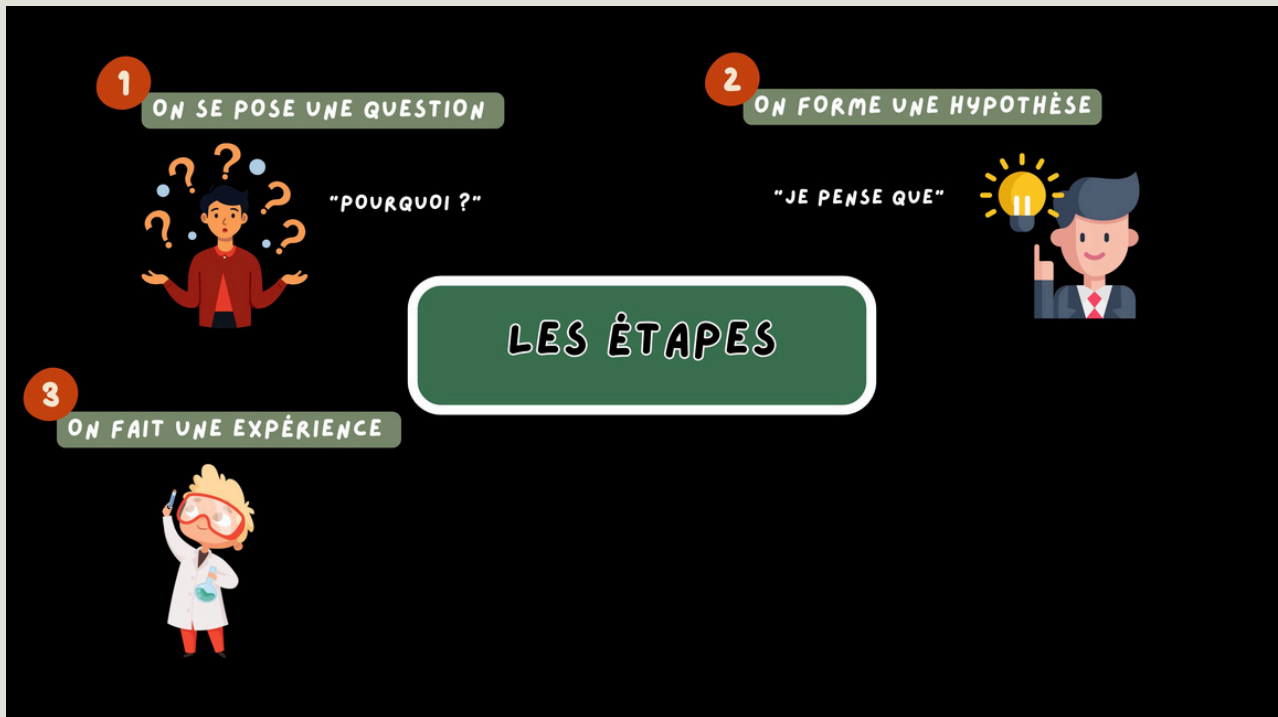 1
ON SE POSE UNE QUESTION
"POURQUOI ?"
2
ON FORME UNE HYPOTHÈSE
"JE PENSE QUE"
LES ÉTAPES
3
ON FAIT UNE EXPÉRIENCE